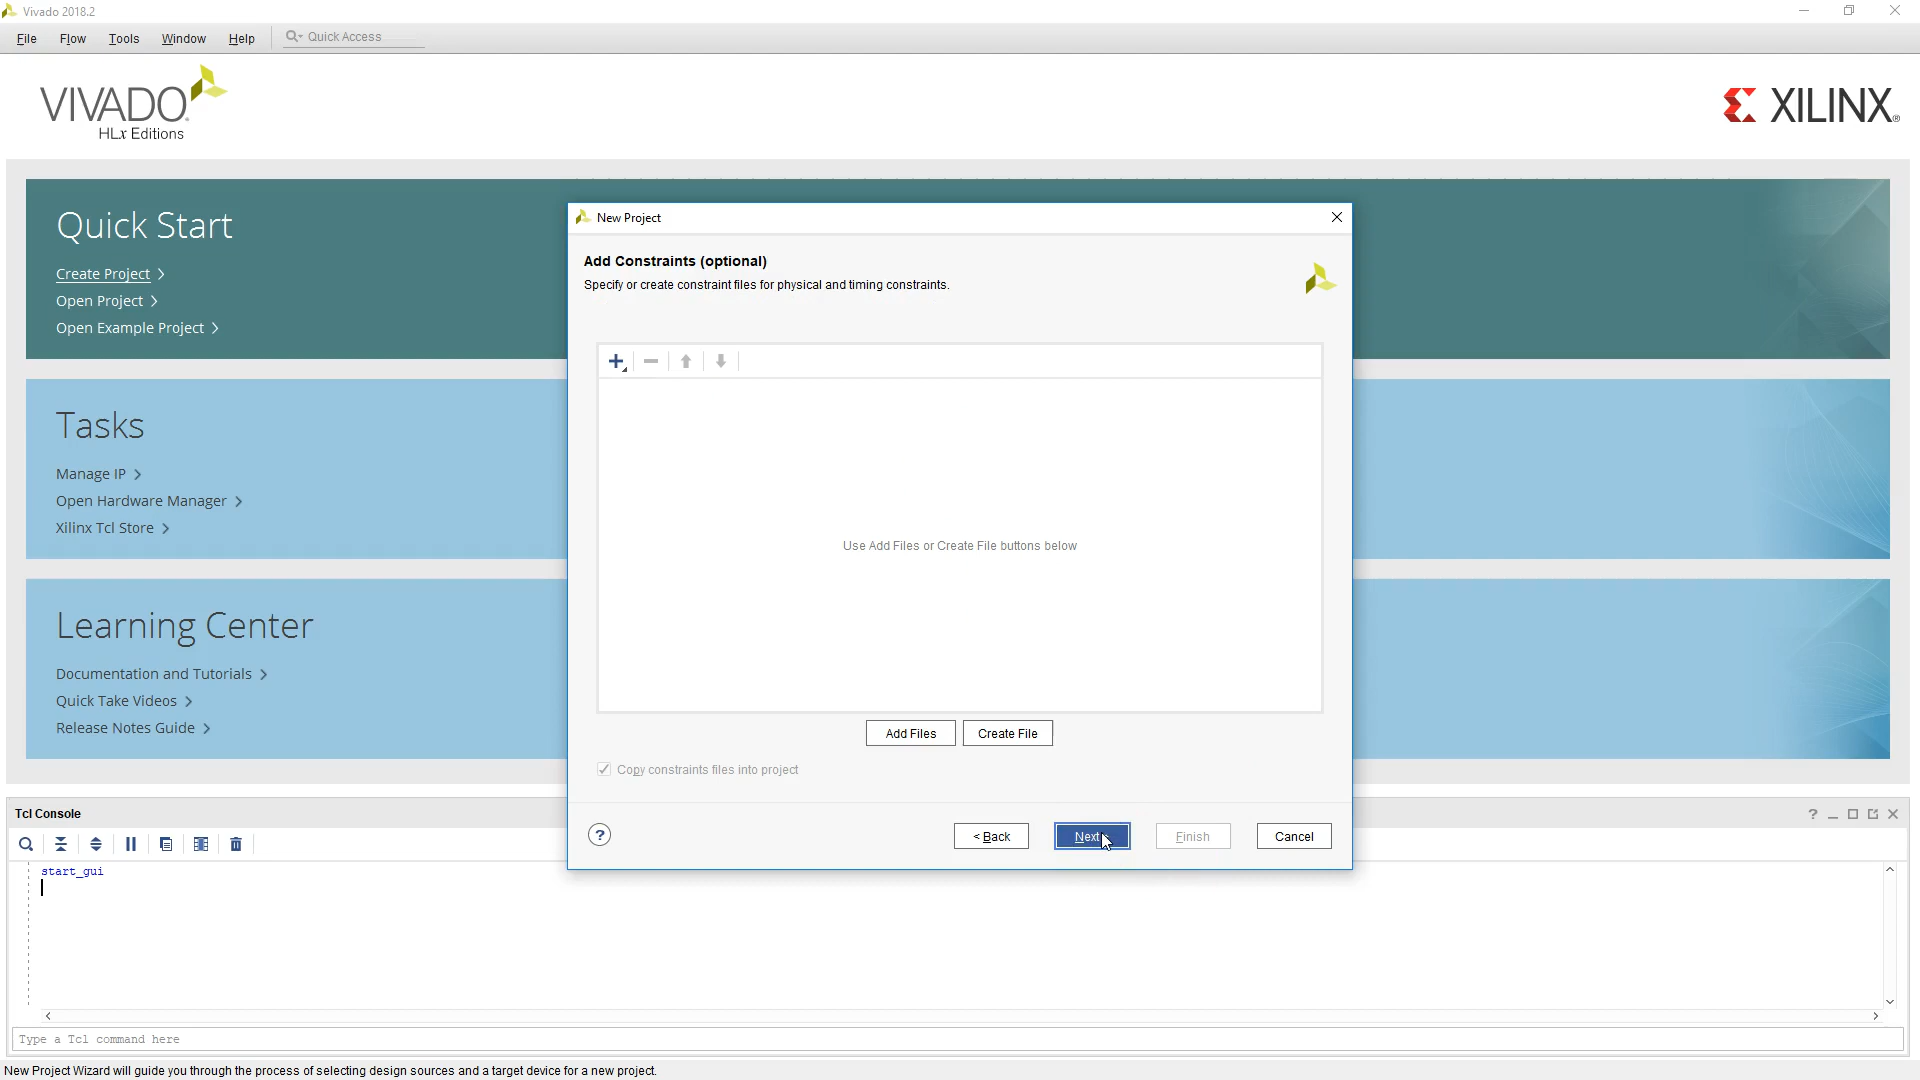 Vivado 2018.2
File Flow Tools Window Help Quick Access
VIVADO.
HLx Editions
XILINX®
Quick Start
Create Project
Open Project
Open Example Project
Tasks
Manage IP
Open Hardware Manager
Xilinx Tcl Store
Learning Center
Documentation and Tutorials
Quick Take Videos
Release Notes Guide
New Project
Add Constraints (optional)
Specify or create constraint files for physical and timing constraints.
Use Add Files or Create File buttons below
Add Files Create File
Copy constraints files into project
? < Back Next Finish Cancel
Tcl Console
start_gui
Type a Tcl command here
New Project Wizard will guide you through the process of selecting design sources and a target device for a new project.